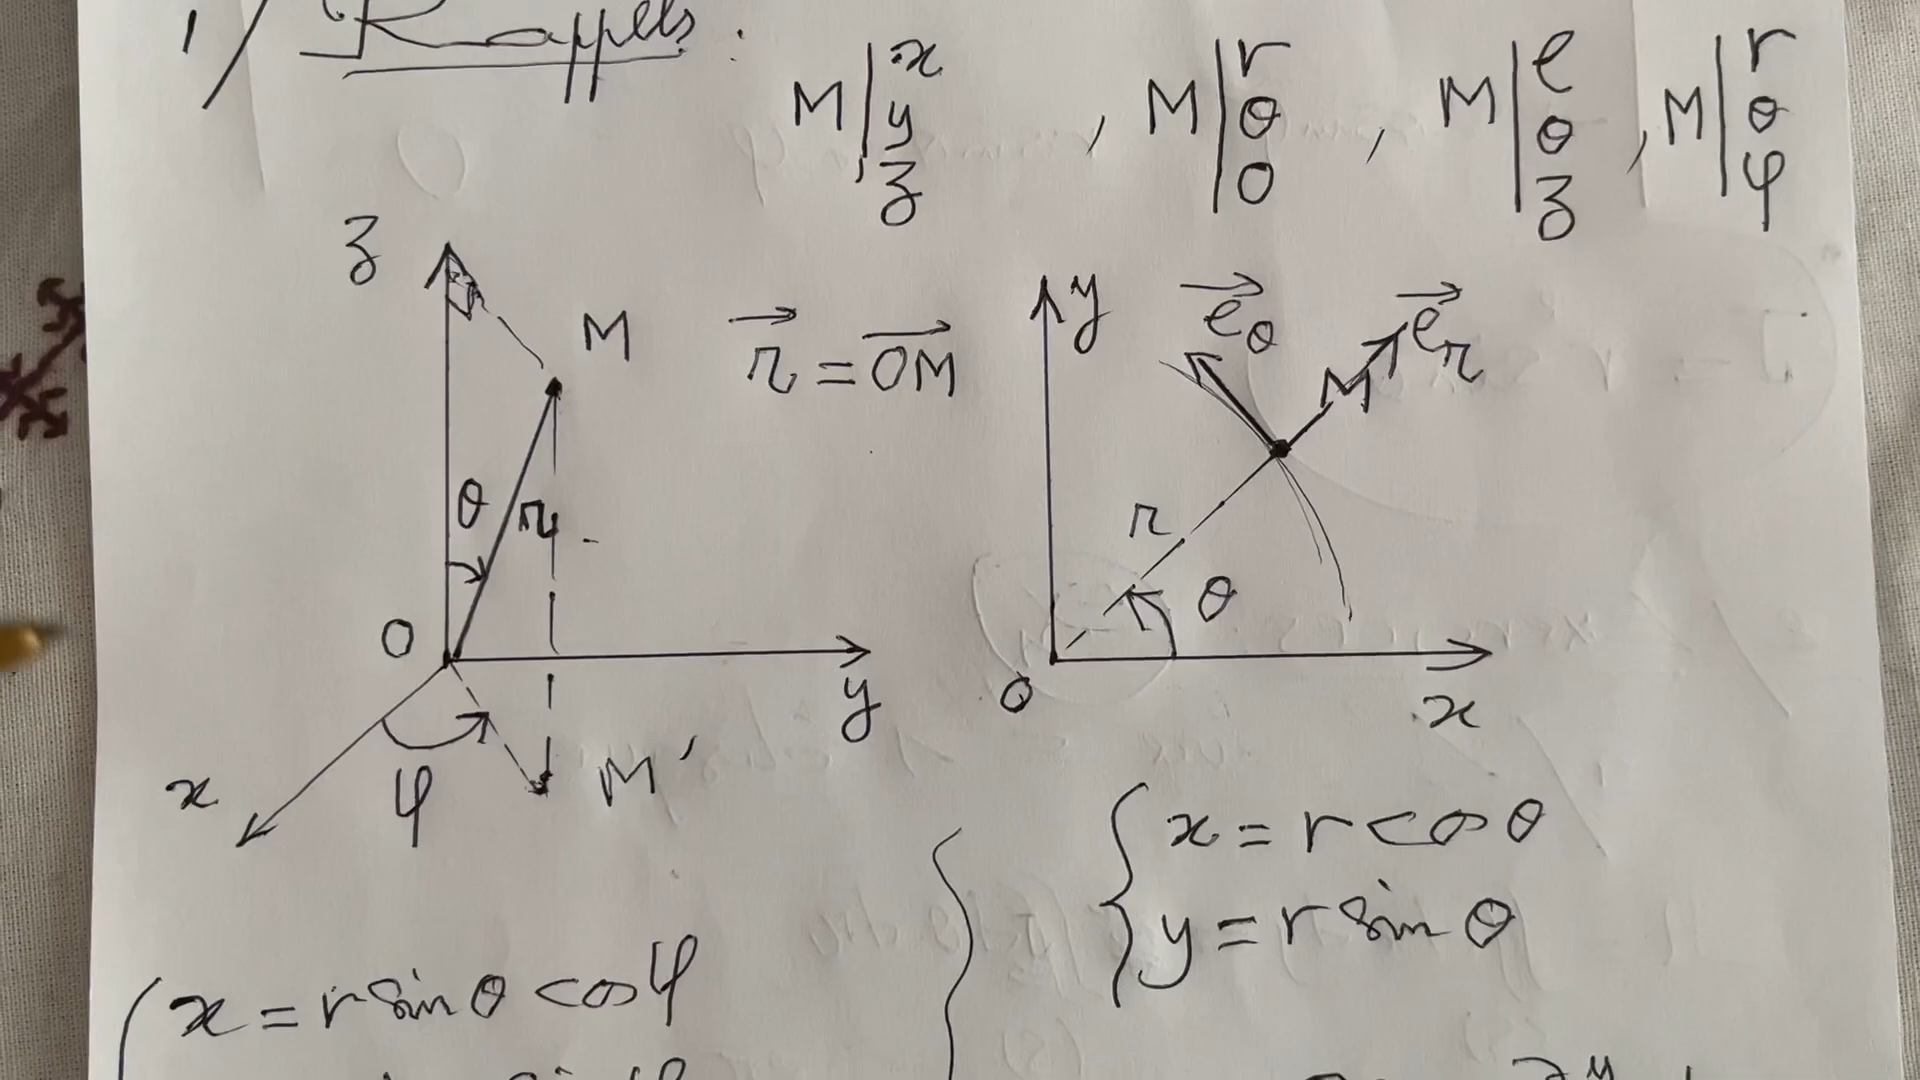 1/ Rappels :
M | x y z , M | r θ 0 , M | ρ θ z , M | r θ φ
z
M
r⃗ = OM⃗
y
e⃗θ
M
e⃗r
θ
r
r
θ
O
y
O
x
x
φ
M'
x = r cos θ
y = r sin θ
x = r sin θ cos φ